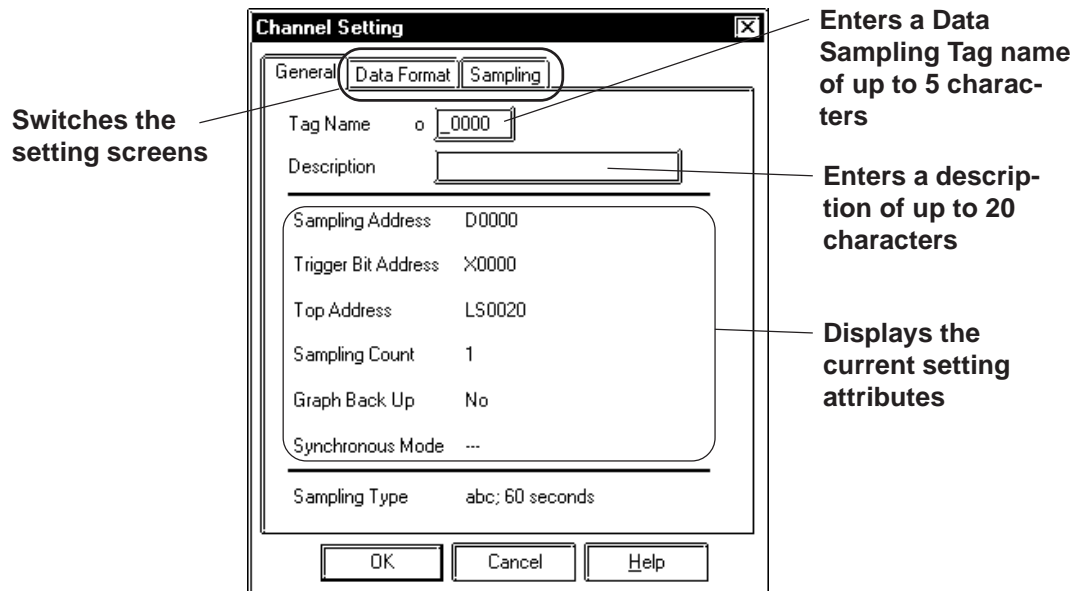 Channel Setting
General Data Format Sampling
Tag Name o _0000
Description
Sampling Address D0000
Trigger Bit Address X0000
Top Address LS0020
Sampling Count 1
Graph Back Up No
Synchronous Mode ---
Sampling Type abc; 60 seconds
OK Cancel Help
Switches the
setting screens
Enters a Data
Sampling Tag name
of up to 5 charac-
ters
Enters a descrip-
tion of up to 20
characters
Displays the
current setting
attributes